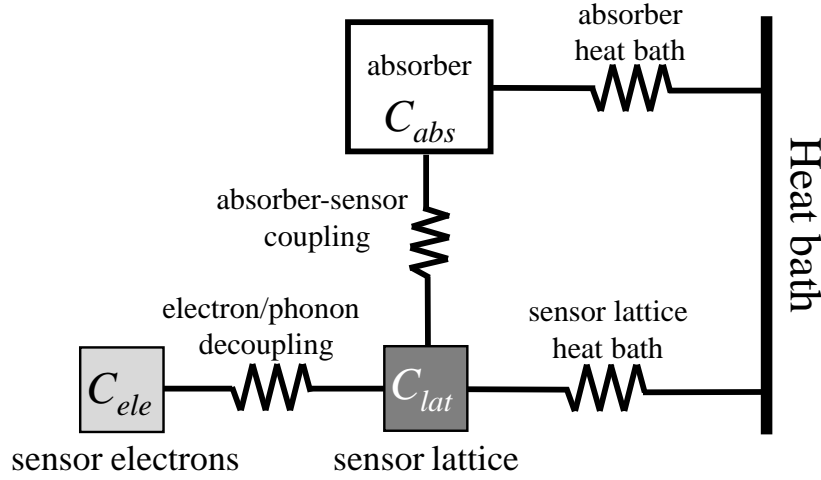 absorber
heat bath
absorber
C_abs
absorber-sensor
coupling
Heat bath
electron/phonon
decoupling
sensor lattice
heat bath
C_ele
C_lat
sensor electrons
sensor lattice